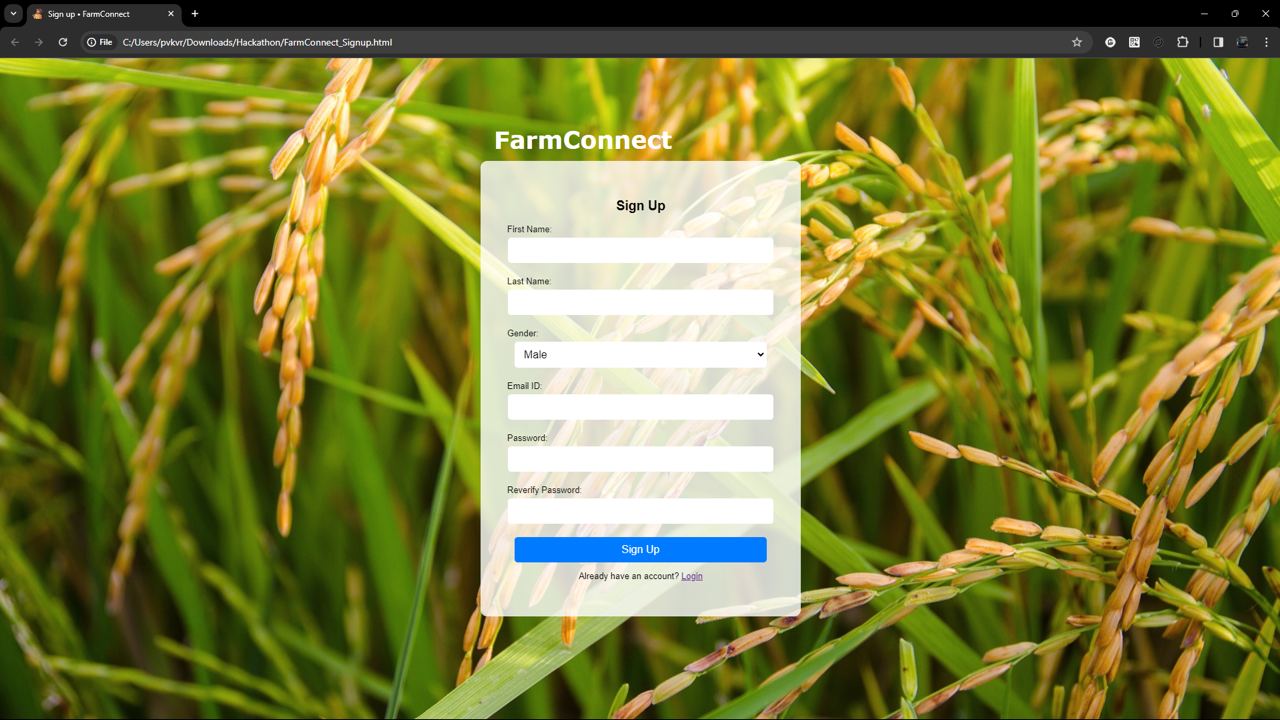 Sign up • FarmConnect
File C:/Users/pvkvr/Downloads/Hackathon/FarmConnect_Signup.html
FarmConnect
Sign Up
First Name:
Last Name:
Gender:
Male
Email ID:
Password:
Reverify Password:
Sign Up
Already have an account? Login